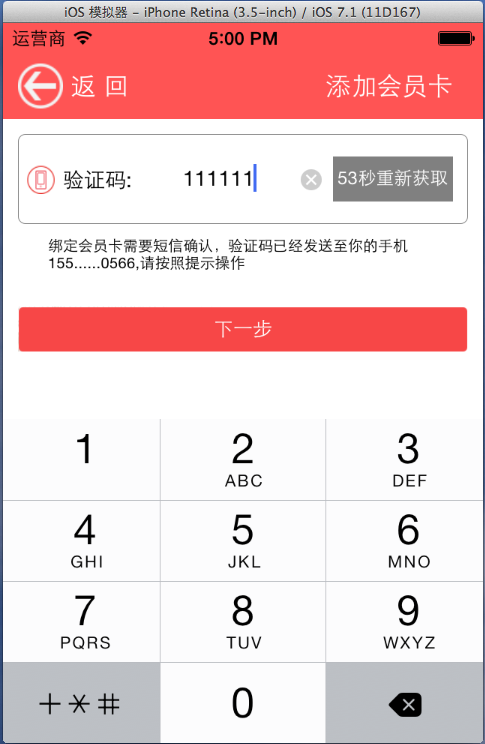 iOS 模拟器 - iPhone Retina (3.5-inch) / iOS 7.1 (11D167)
运营商 5:00 PM
返 回 添加会员卡
验证码: 111111 53秒重新获取
绑定会员卡需要短信确认，验证码已经发送至你的手机
155......0566,请按照提示操作
下一步
1 2 3
ABC DEF
4 5 6
GHI JKL MNO
7 8 9
PQRS TUV WXYZ
+*# 0